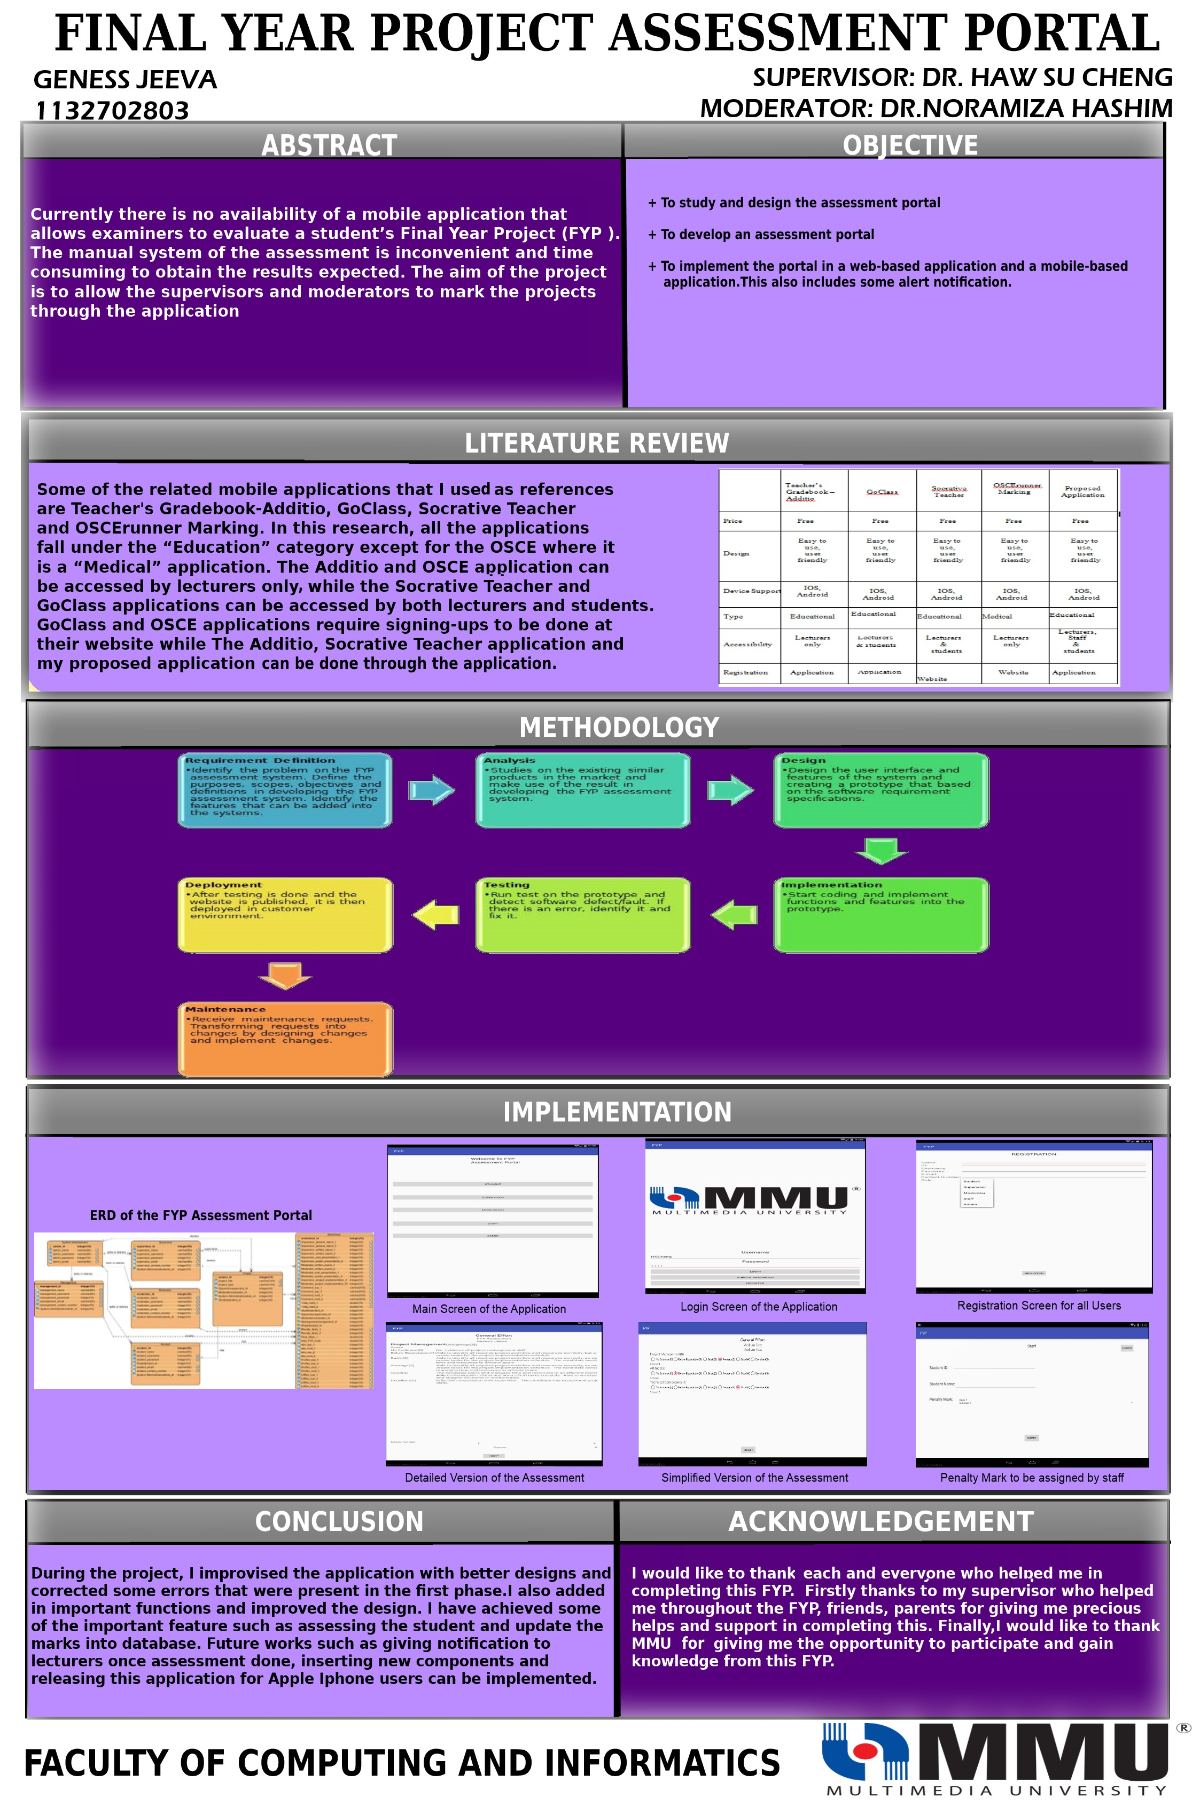 FINAL YEAR PROJECT ASSESSMENT PORTAL
GENESS JEEVA
1132702803
SUPERVISOR: DR. HAW SU CHENG
MODERATOR: DR.NORAMIZA HASHIM
ABSTRACT
Currently there is no availability of a mobile application that
allows examiners to evaluate a student’s Final Year Project (FYP ).
The manual system of the assessment is inconvenient and time
consuming to obtain the results expected. The aim of the project
is to allow the supervisors and moderators to mark the projects
through the application
OBJECTIVE
+ To study and design the assessment portal
+ To develop an assessment portal
+ To implement the portal in a web-based application and a mobile-based
application.This also includes some alert notification.
LITERATURE REVIEW
Some of the related mobile applications that I used as references
are Teacher's Gradebook-Additio, GoClass, Socrative Teacher
and OSCErunner Marking. In this research, all the applications
fall under the “Education” category except for the OSCE where it
is a “Medical” application. The Additio and OSCE application can
be accessed by lecturers only, while the Socrative Teacher and
GoClass applications can be accessed by both lecturers and students.
GoClass and OSCE applications require signing-ups to be done at
their website while The Additio, Socrative Teacher application and
my proposed application can be done through the application.
Teacher's Gradebook – Additio GoClass Socrative Teacher OSCErunner Marking Proposed Application
Price Free Free Free Free Free
Design Easy to use, user friendly Easy to use, user friendly Easy to use, user friendly Easy to use, user friendly Easy to use, user friendly
Device Support IOS, Android IOS, Android IOS, Android IOS, Android IOS, Android
Type Educational Educational Educational Medical Educational
Accessibility Lecturers only Lecturers & students Lecturers & students Lecturers only Lecturers, Staff & students
Registration Application Application Website Website Application
METHODOLOGY
Requirement Definition
•Identify the problem on the FYP
assessment system. Define the
purposes, scopes, objectives and
definitions in developing the FYP
assessment system. Identify the
features that can be added into
the systems.
Analysis
•Studies on the existing similar
products in the market and
make use of the result in
developing the FYP assessment
system.
Design
•Design the user interface and
features of the system and
creating a prototype that based
on the software requirement
specifications.
Deployment
•After testing is done and the
website is published, it is then
deployed in customer
environment.
Testing
•Run test on the prototype and
detect software defect/fault. If
there is an error, identify it and
fix it.
Implementation
•Start coding and implement
functions and features into the
prototype.
Maintenance
•Receive maintenance requests.
Transforming requests into
changes by designing changes
and implement changes.
IMPLEMENTATION
ERD of the FYP Assessment Portal
FYP
Welcome To FYP
Assessment Portal
Main Screen of the Application
FYP
MMU ®
MULTIMEDIA UNIVERSITY
Username
Password
Login Screen of the Application
FYP
REGISTRATION
Registration Screen for all Users
General Effort
Project Management
Detailed Version of the Assessment
General Effort
Simplified Version of the Assessment
Staff
Student ID:
Student Name:
Penalty Mark:
Penalty Mark to be assigned by staff
CONCLUSION
During the project, I improvised the application with better designs and
corrected some errors that were present in the first phase.I also added
in important functions and improved the design. I have achieved some
of the important feature such as assessing the student and update the
marks into database. Future works such as giving notification to
lecturers once assessment done, inserting new components and
releasing this application for Apple Iphone users can be implemented.
ACKNOWLEDGEMENT
I would like to thank each and everyone who helped me in
completing this FYP. Firstly thanks to my supervisor who helped
me throughout the FYP, friends, parents for giving me precious
helps and support in completing this. Finally,I would like to thank
MMU for giving me the opportunity to participate and gain
knowledge from this FYP.
FACULTY OF COMPUTING AND INFORMATICS
MMU ®
MULTIMEDIA UNIVERSITY